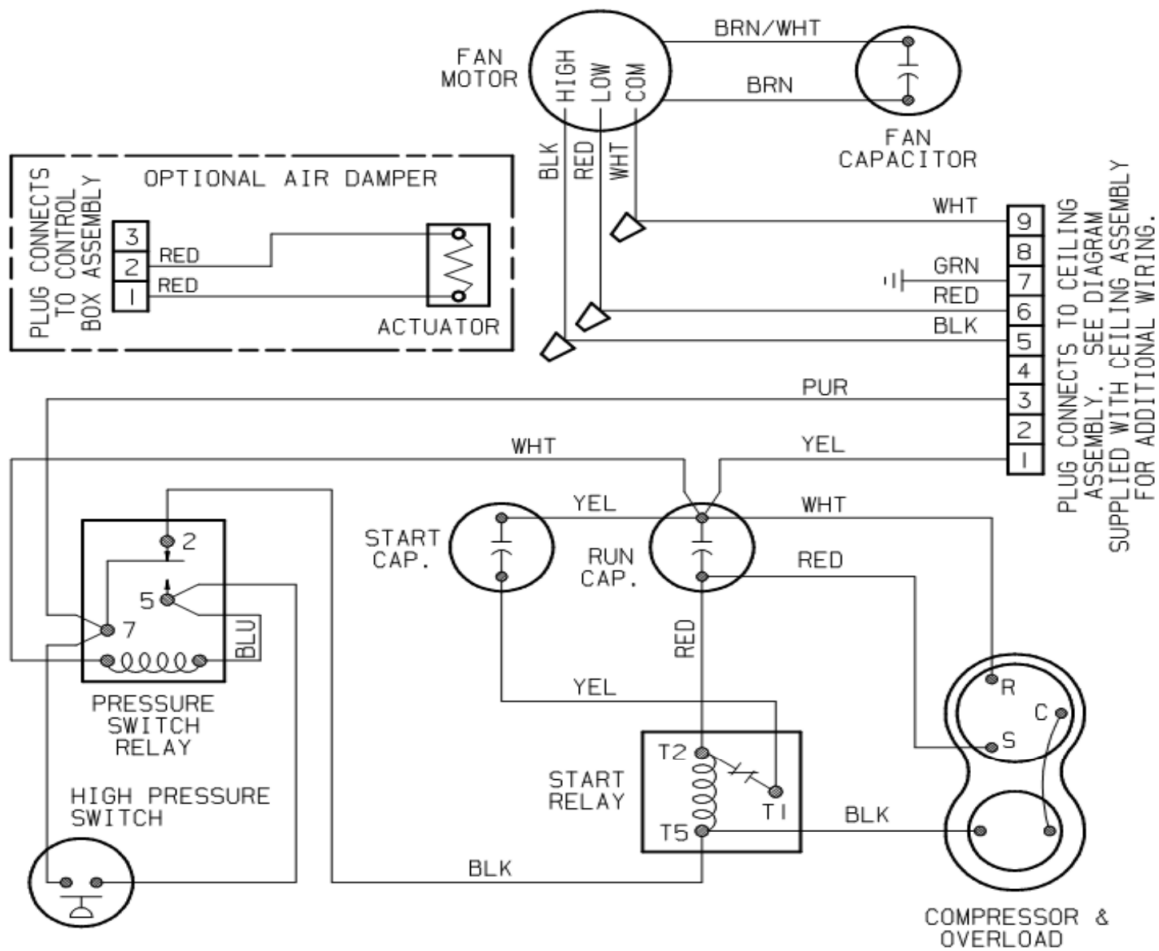 FAN
MOTOR
HIGH
LOW
COM
BRN/WHT
BRN
FAN
CAPACITOR
BLK
RED
WHT
OPTIONAL AIR DAMPER
PLUG CONNECTS
TO CONTROL
BOX ASSEMBLY
3
2
1
RED
RED
ACTUATOR
WHT
GRN
RED
BLK
PUR
YEL
9
8
7
6
5
4
3
2
1
PLUG CONNECTS TO CEILING
ASSEMBLY. SEE DIAGRAM
SUPPLIED WITH CEILING ASSEMBLY
FOR ADDITIONAL WIRING.
WHT
YEL
WHT
START
CAP.
RUN
CAP.
RED
2
5
7
BLU
RED
PRESSURE
SWITCH
RELAY
YEL
R
C
S
START
RELAY
T2
T1
T5
BLK
HIGH PRESSURE
SWITCH
BLK
COMPRESSOR &
OVERLOAD